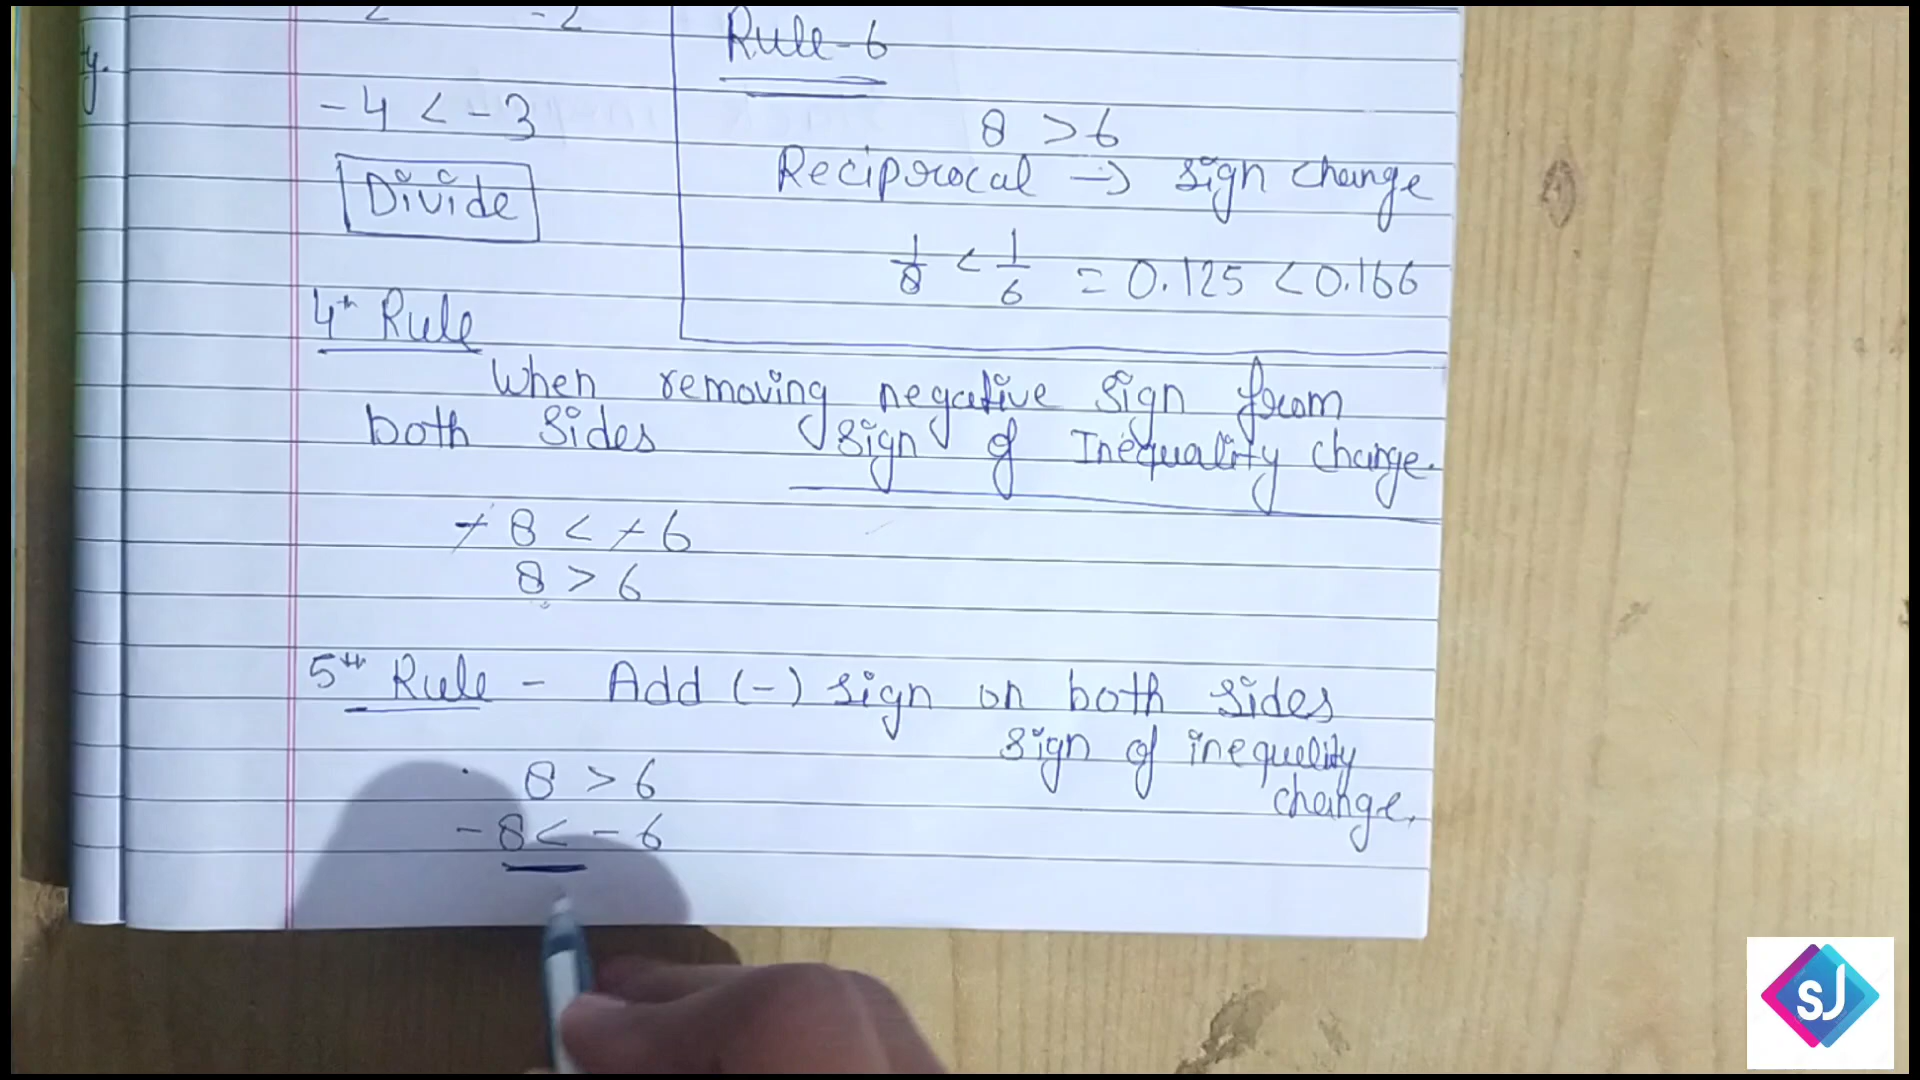 -4 < -3
Divide
Rule-6
8 > 6
Reciprocal → sign change
1/8 < 1/6 = 0.125 < 0.166
4th Rule
When removing negative sign from
both sides sign of Inequality change.
-8 < -6
8 > 6
5th Rule - Add (-) sign on both sides
sign of inequality
change.
8 > 6
-8 < -6
SJ